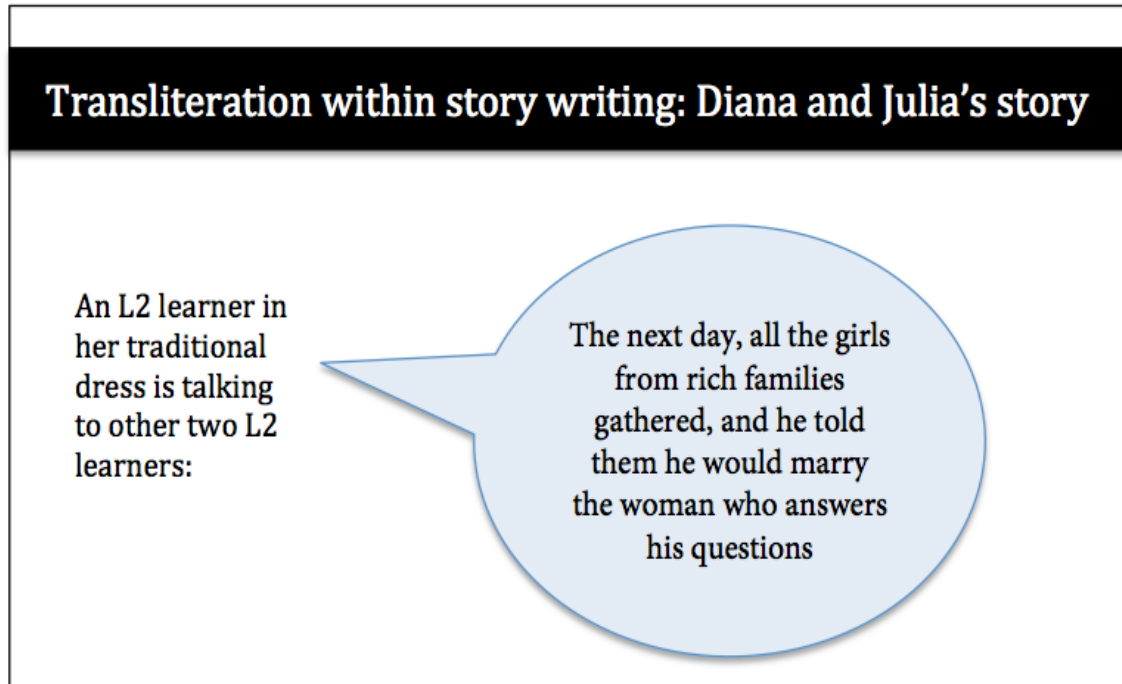 Transliteration within story writing: Diana and Julia’s story
An L2 learner in
her traditional
dress is talking
to other two L2
learners:
The next day, all the girls
from rich families
gathered, and he told
them he would marry
the woman who answers
his questions